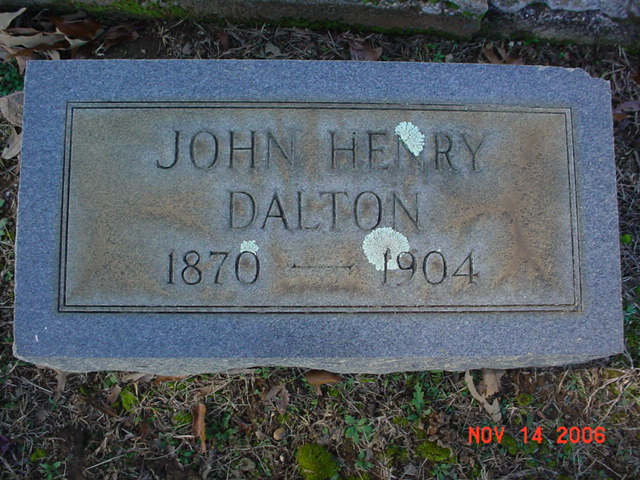 JOHN HENRY
DALTON
1870 — 1904
NOV 14 2006